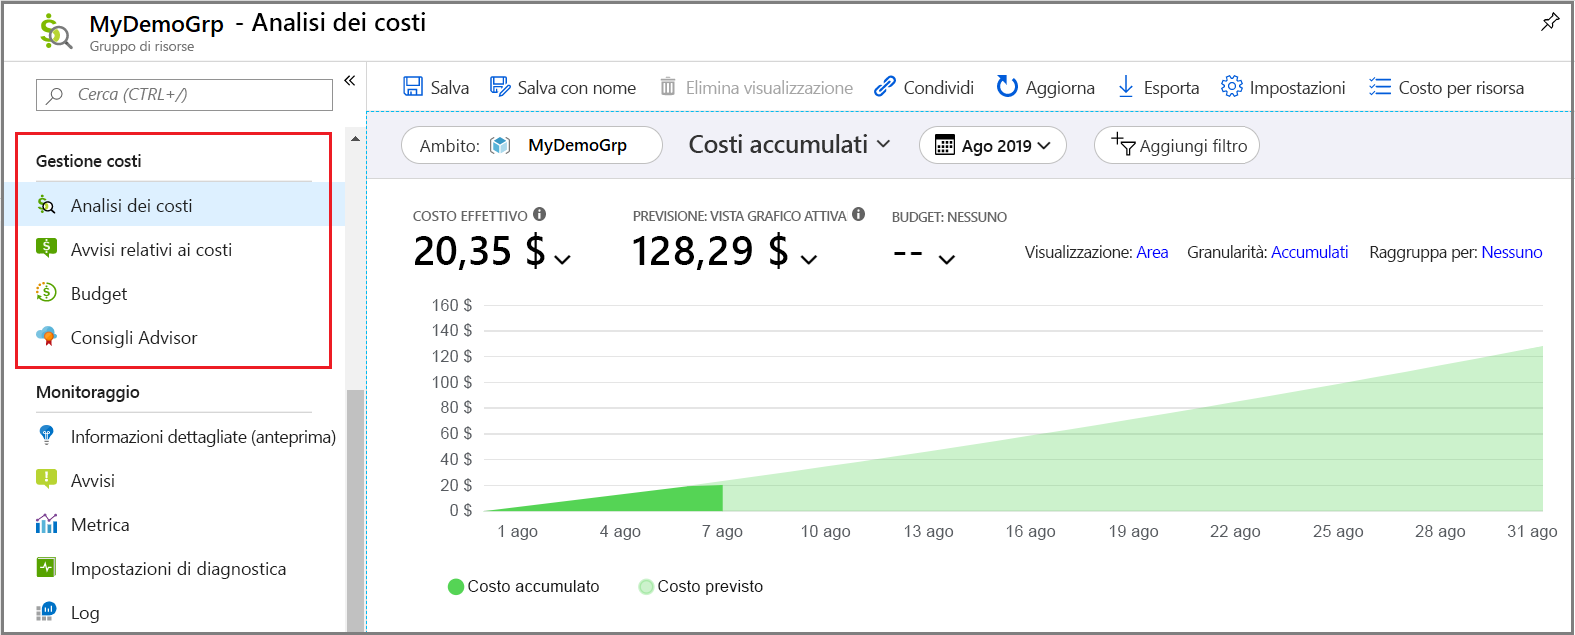 MyDemoGrp - Analisi dei costi
Gruppo di risorse
Cerca (CTRL+/)
«
Gestione costi
Analisi dei costi
Avvisi relativi ai costi
Budget
Consigli Advisor
Monitoraggio
Informazioni dettagliate (anteprima)
Avvisi
Metrica
Impostazioni di diagnostica
Log
Salva Salva con nome Elimina visualizzazione Condividi Aggiorna Esporta Impostazioni Costo per risorsa
Ambito: MyDemoGrp Costi accumulati Ago 2019 Aggiungi filtro
COSTO EFFETTIVO PREVISIONE: VISTA GRAFICO ATTIVA BUDGET: NESSUNO
20,35 $ 128,29 $ --
Visualizzazione: Area Granularità: Accumulati Raggruppa per: Nessuno
160 $
140 $
120 $
100 $
80 $
60 $
40 $
20 $
0 $
1 ago 4 ago 7 ago 10 ago 13 ago 16 ago 19 ago 22 ago 25 ago 28 ago 31 ago
Costo accumulato Costo previsto